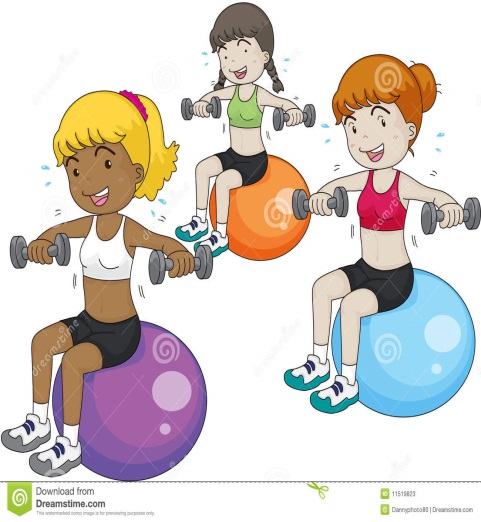 Download from
Dreamstime.com
This watermarked comp image is for previewing purposes only.
11519823
Dannyphoto80 | Dreamstime.com